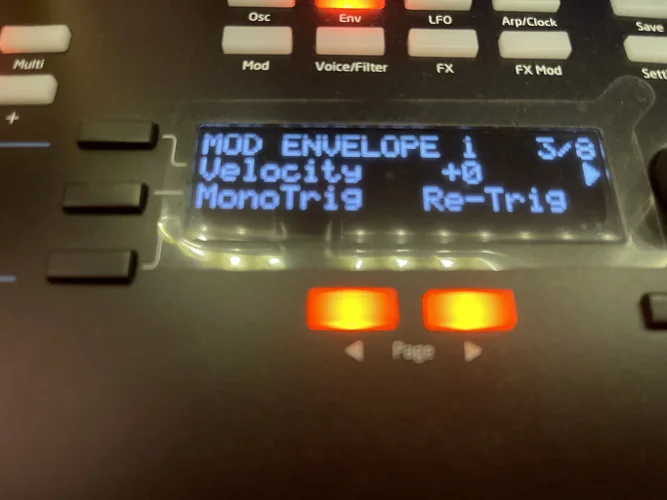 Osc Env LFO Arp/Clock Save
Multi Mod Voice/Filter FX FX Mod
+
MOD ENVELOPE 1 3/8
Velocity +0
MonoTrig Re-Trig
Page